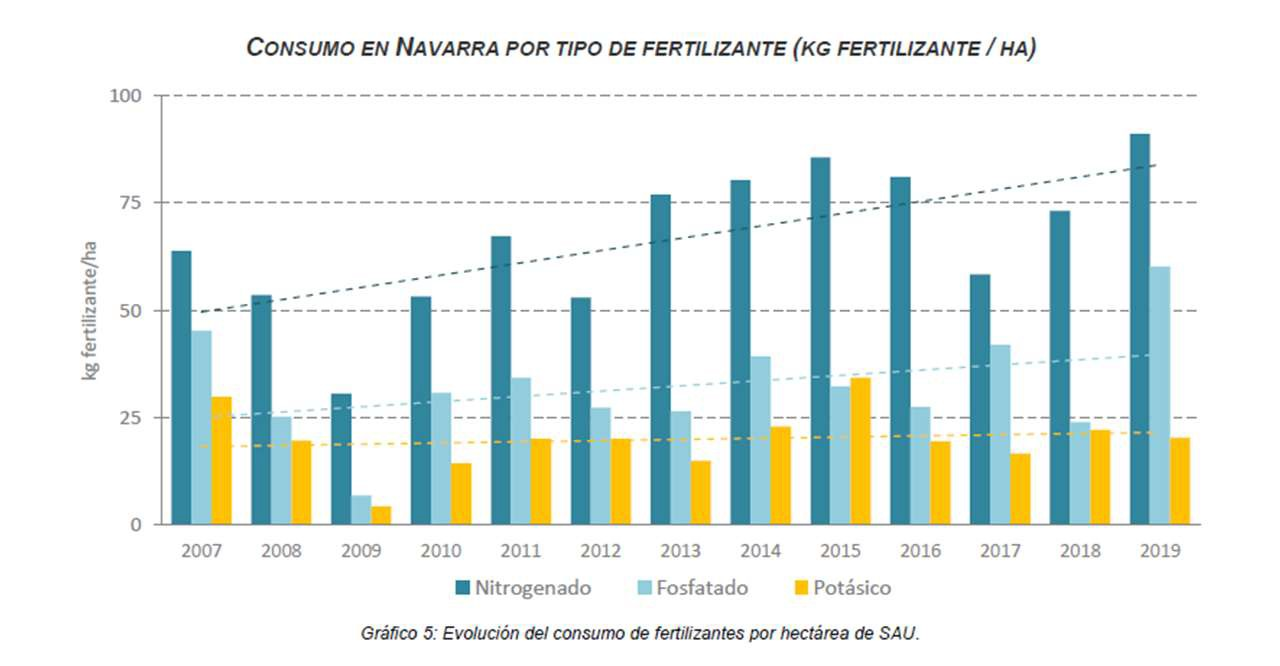 CONSUMO EN NAVARRA POR TIPO DE FERTILIZANTE (KG FERTILIZANTE / HA)
100
75
50
25
0
kg fertilizante/ha
2007 2008 2009 2010 2011 2012 2013 2014 2015 2016 2017 2018 2019
Nitrogenado Fosfatado Potásico
Gráfico 5: Evolución del consumo de fertilizantes por hectárea de SAU.